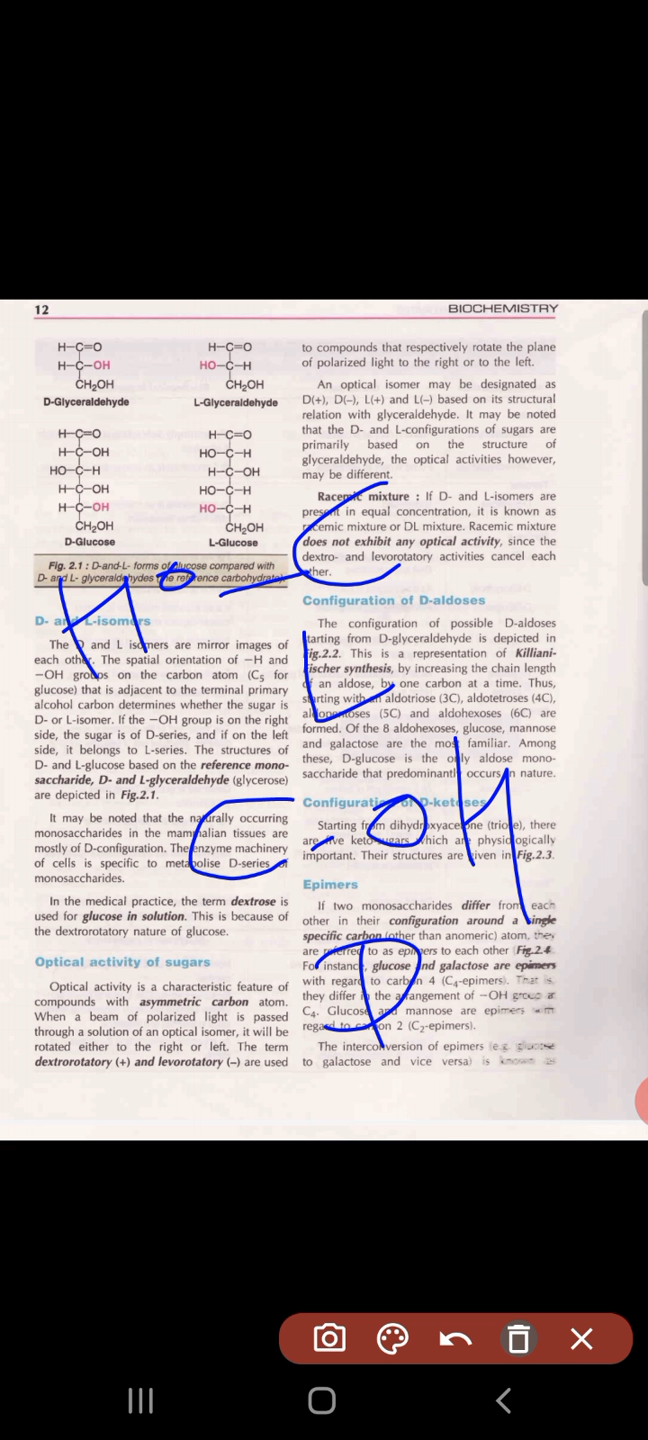 12
BIOCHEMISTRY
H–C=O
H–C–OH
CH₂OH
D-Glyceraldehyde
H–C=O
HO–C–H
CH₂OH
L-Glyceraldehyde
H–C=O
H–C–OH
HO–C–H
H–C–OH
H–C–OH
CH₂OH
D-Glucose
H–C=O
HO–C–H
H–C–OH
HO–C–H
HO–C–H
CH₂OH
L-Glucose
Fig. 2.1 : D-and-L- forms of glucose compared with
D- and L- glyceraldehydes (the reference carbohydrate).
D- and L-isomers
The D and L isomers are mirror images of
each other. The spatial orientation of −H and
−OH groups on the carbon atom (C₅ for
glucose) that is adjacent to the terminal primary
alcohol carbon determines whether the sugar is
D- or L-isomer. If the −OH group is on the right
side, the sugar is of D-series, and if on the left
side, it belongs to L-series. The structures of
D- and L-glucose based on the reference mono-
saccharide, D- and L-glyceraldehyde (glycerose)
are depicted in Fig.2.1.
It may be noted that the naturally occurring
monosaccharides in the mammalian tissues are
mostly of D-configuration. The enzyme machinery
of cells is specific to metabolise D-series of
monosaccharides.
In the medical practice, the term dextrose is
used for glucose in solution. This is because of
the dextrorotatory nature of glucose.
Optical activity of sugars
Optical activity is a characteristic feature of
compounds with asymmetric carbon atom.
When a beam of polarized light is passed
through a solution of an optical isomer, it will be
rotated either to the right or left. The term
dextrorotatory (+) and levorotatory (−) are used
to compounds that respectively rotate the plane
of polarized light to the right or to the left.
An optical isomer may be designated as
D(+), D(−), L(+) and L(−) based on its structural
relation with glyceraldehyde. It may be noted
that the D- and L-configurations of sugars are
primarily based on the structure of
glyceraldehyde, the optical activities however,
may be different.
Racemic mixture : If D- and L-isomers are
present in equal concentration, it is known as
racemic mixture or DL mixture. Racemic mixture
does not exhibit any optical activity, since the
dextro- and levorotatory activities cancel each
other.
Configuration of D-aldoses
The configuration of possible D-aldoses
starting from D-glyceraldehyde is depicted in
Fig.2.2. This is a representation of Killiani-
Fischer synthesis, by increasing the chain length
of an aldose, by one carbon at a time. Thus,
starting with an aldotriose (3C), aldotetroses (4C),
aldopentoses (5C) and aldohexoses (6C) are
formed. Of the 8 aldohexoses, glucose, mannose
and galactose are the most familiar. Among
these, D-glucose is the only aldose mono-
saccharide that predominantly occurs in nature.
Configuration of D-ketoses
Starting from dihydroxyacetone (triose), there
are five keto-sugars which are physiologically
important. Their structures are given in Fig.2.3.
Epimers
If two monosaccharides differ from each
other in their configuration around a single
specific carbon (other than anomeric) atom, they
are referred to as epimers to each other (Fig.2.4.
For instance, glucose and galactose are epimers
with regard to carbon 4 (C₄-epimers). That is,
they differ in the arrangement of −OH group at
C₄. Glucose and mannose are epimers with
regard to carbon 2 (C₂-epimers).
The interconversion of epimers (e.g. glucose
to galactose and vice versa) is known as
HO–C
L
C–OH
D